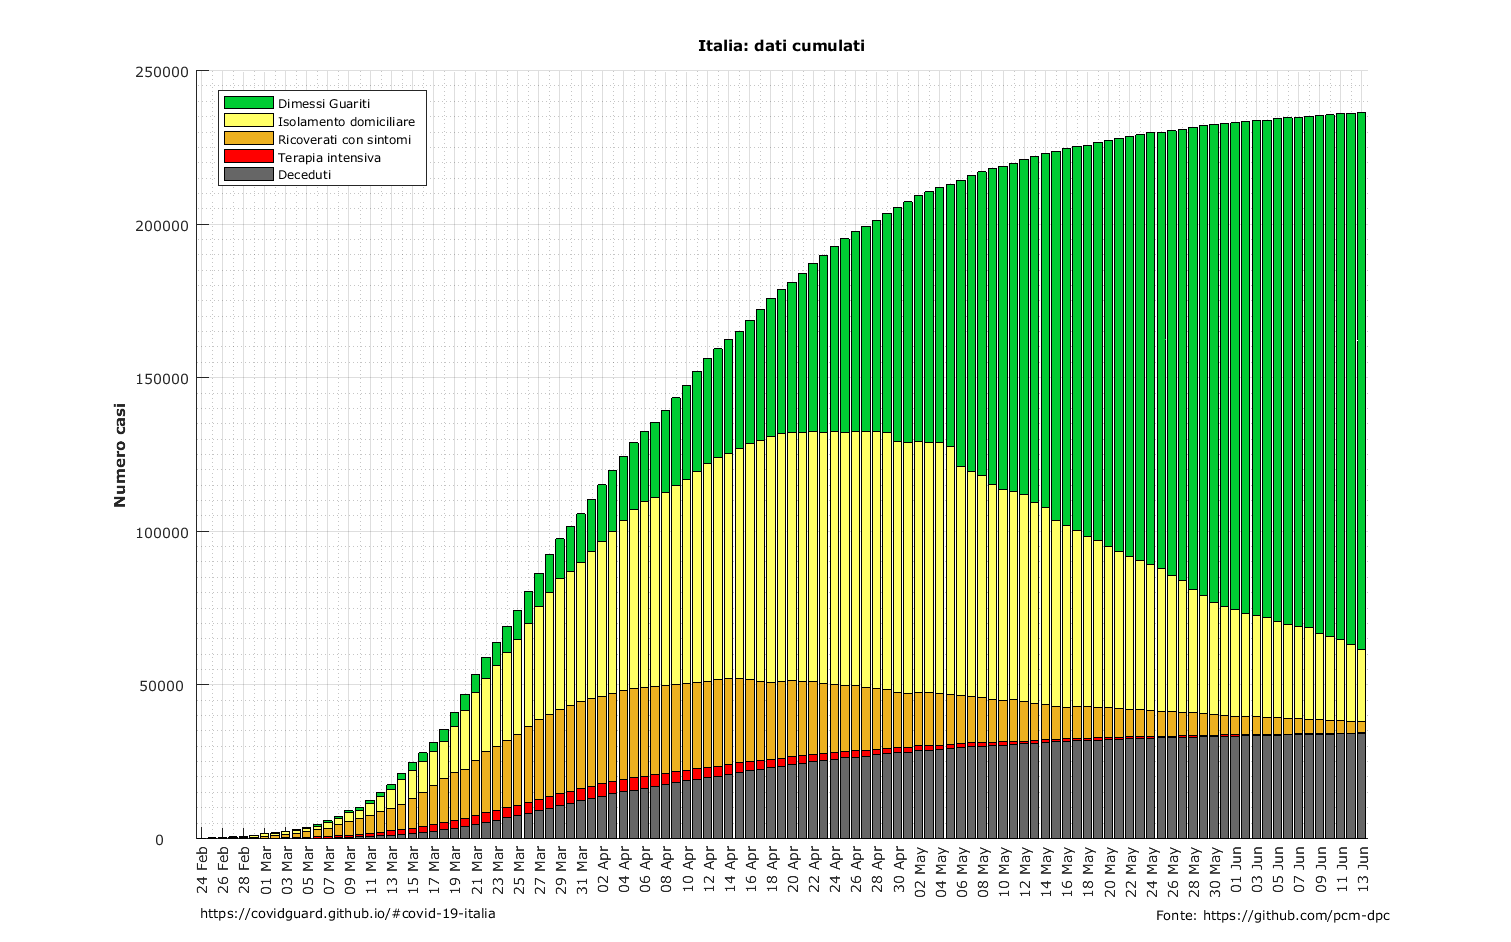 Italia: dati cumulati
250000
200000
150000
100000
50000
0
Numero casi
Dimessi Guariti
Isolamento domiciliare
Ricoverati con sintomi
Terapia intensiva
Deceduti
24 Feb
26 Feb
28 Feb
01 Mar
03 Mar
05 Mar
07 Mar
09 Mar
11 Mar
13 Mar
15 Mar
17 Mar
19 Mar
21 Mar
23 Mar
25 Mar
27 Mar
29 Mar
31 Mar
02 Apr
04 Apr
06 Apr
08 Apr
10 Apr
12 Apr
14 Apr
16 Apr
18 Apr
20 Apr
22 Apr
24 Apr
26 Apr
28 Apr
30 Apr
02 May
04 May
06 May
08 May
10 May
12 May
14 May
16 May
18 May
20 May
22 May
24 May
26 May
28 May
30 May
01 Jun
03 Jun
05 Jun
07 Jun
09 Jun
11 Jun
13 Jun
https://covidguard.github.io/#covid-19-italia
Fonte: https://github.com/pcm-dpc